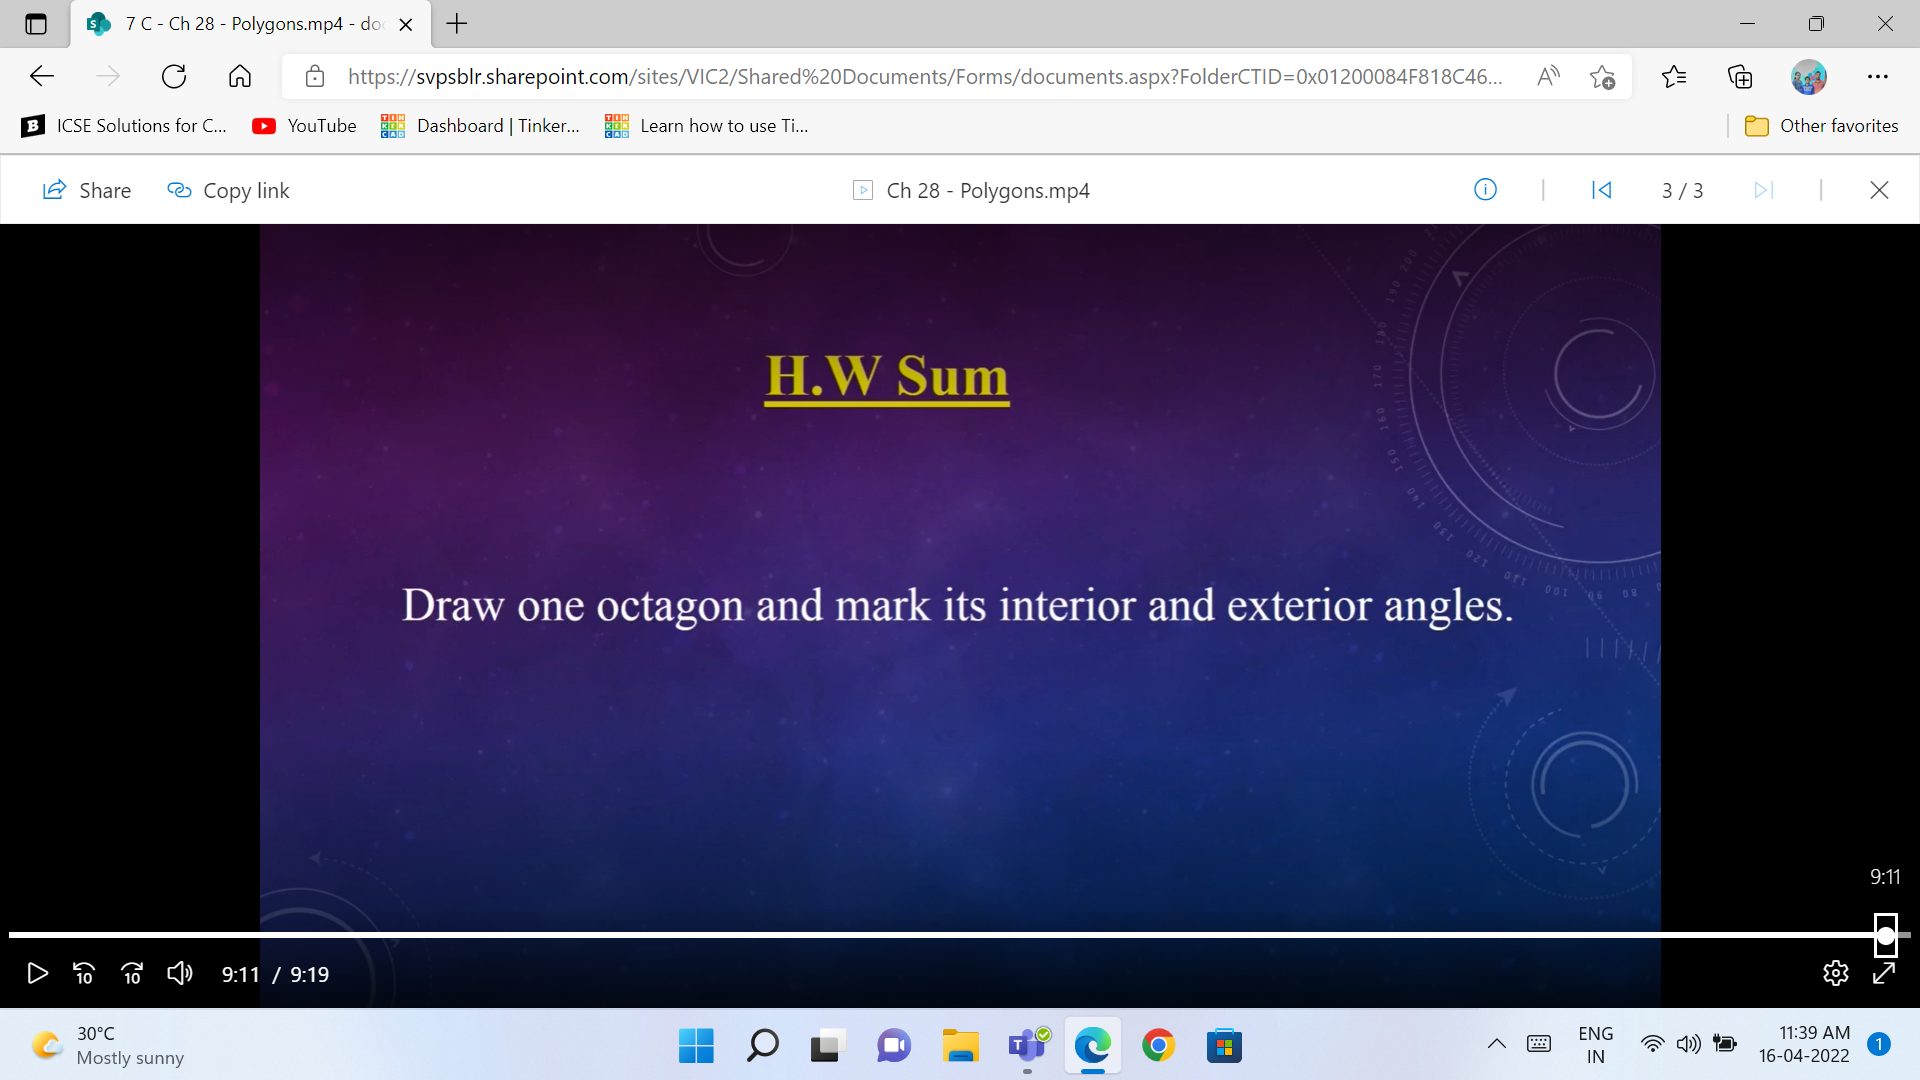 7 C - Ch 28 - Polygons.mp4 - do
https://svpsblr.sharepoint.com/sites/VIC2/Shared%20Documents/Forms/documents.aspx?FolderCTID=0x01200084F818C46...
ICSE Solutions for C... YouTube Dashboard | Tinker... Learn how to use Ti... Other favorites
Share Copy link Ch 28 - Polygons.mp4 3 / 3
H.W Sum
Draw one octagon and mark its interior and exterior angles.
9:11
9:11 / 9:19
30°C
Mostly sunny
ENG
IN
11:39 AM
16-04-2022
1